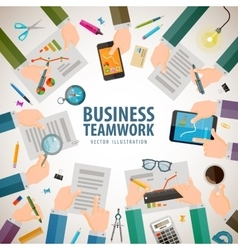 BUSINESS
TEAMWORK
VECTOR ILLUSTRATION